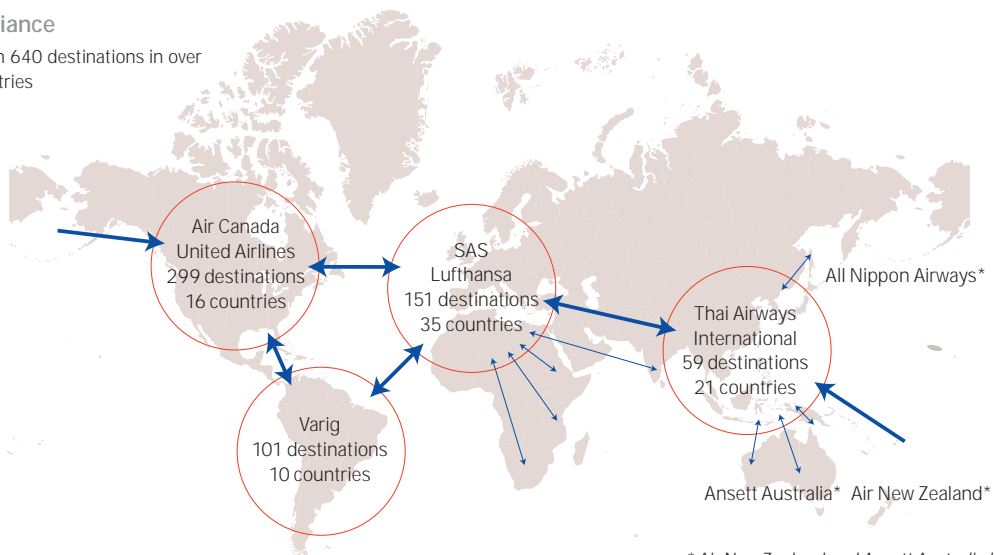 iance
640 destinations in over
tries
Air Canada
United Airlines
299 destinations
16 countries
SAS
Lufthansa
151 destinations
35 countries
All Nippon Airways*
Thai Airways
International
59 destinations
21 countries
Varig
101 destinations
10 countries
Ansett Australia* Air New Zealand*